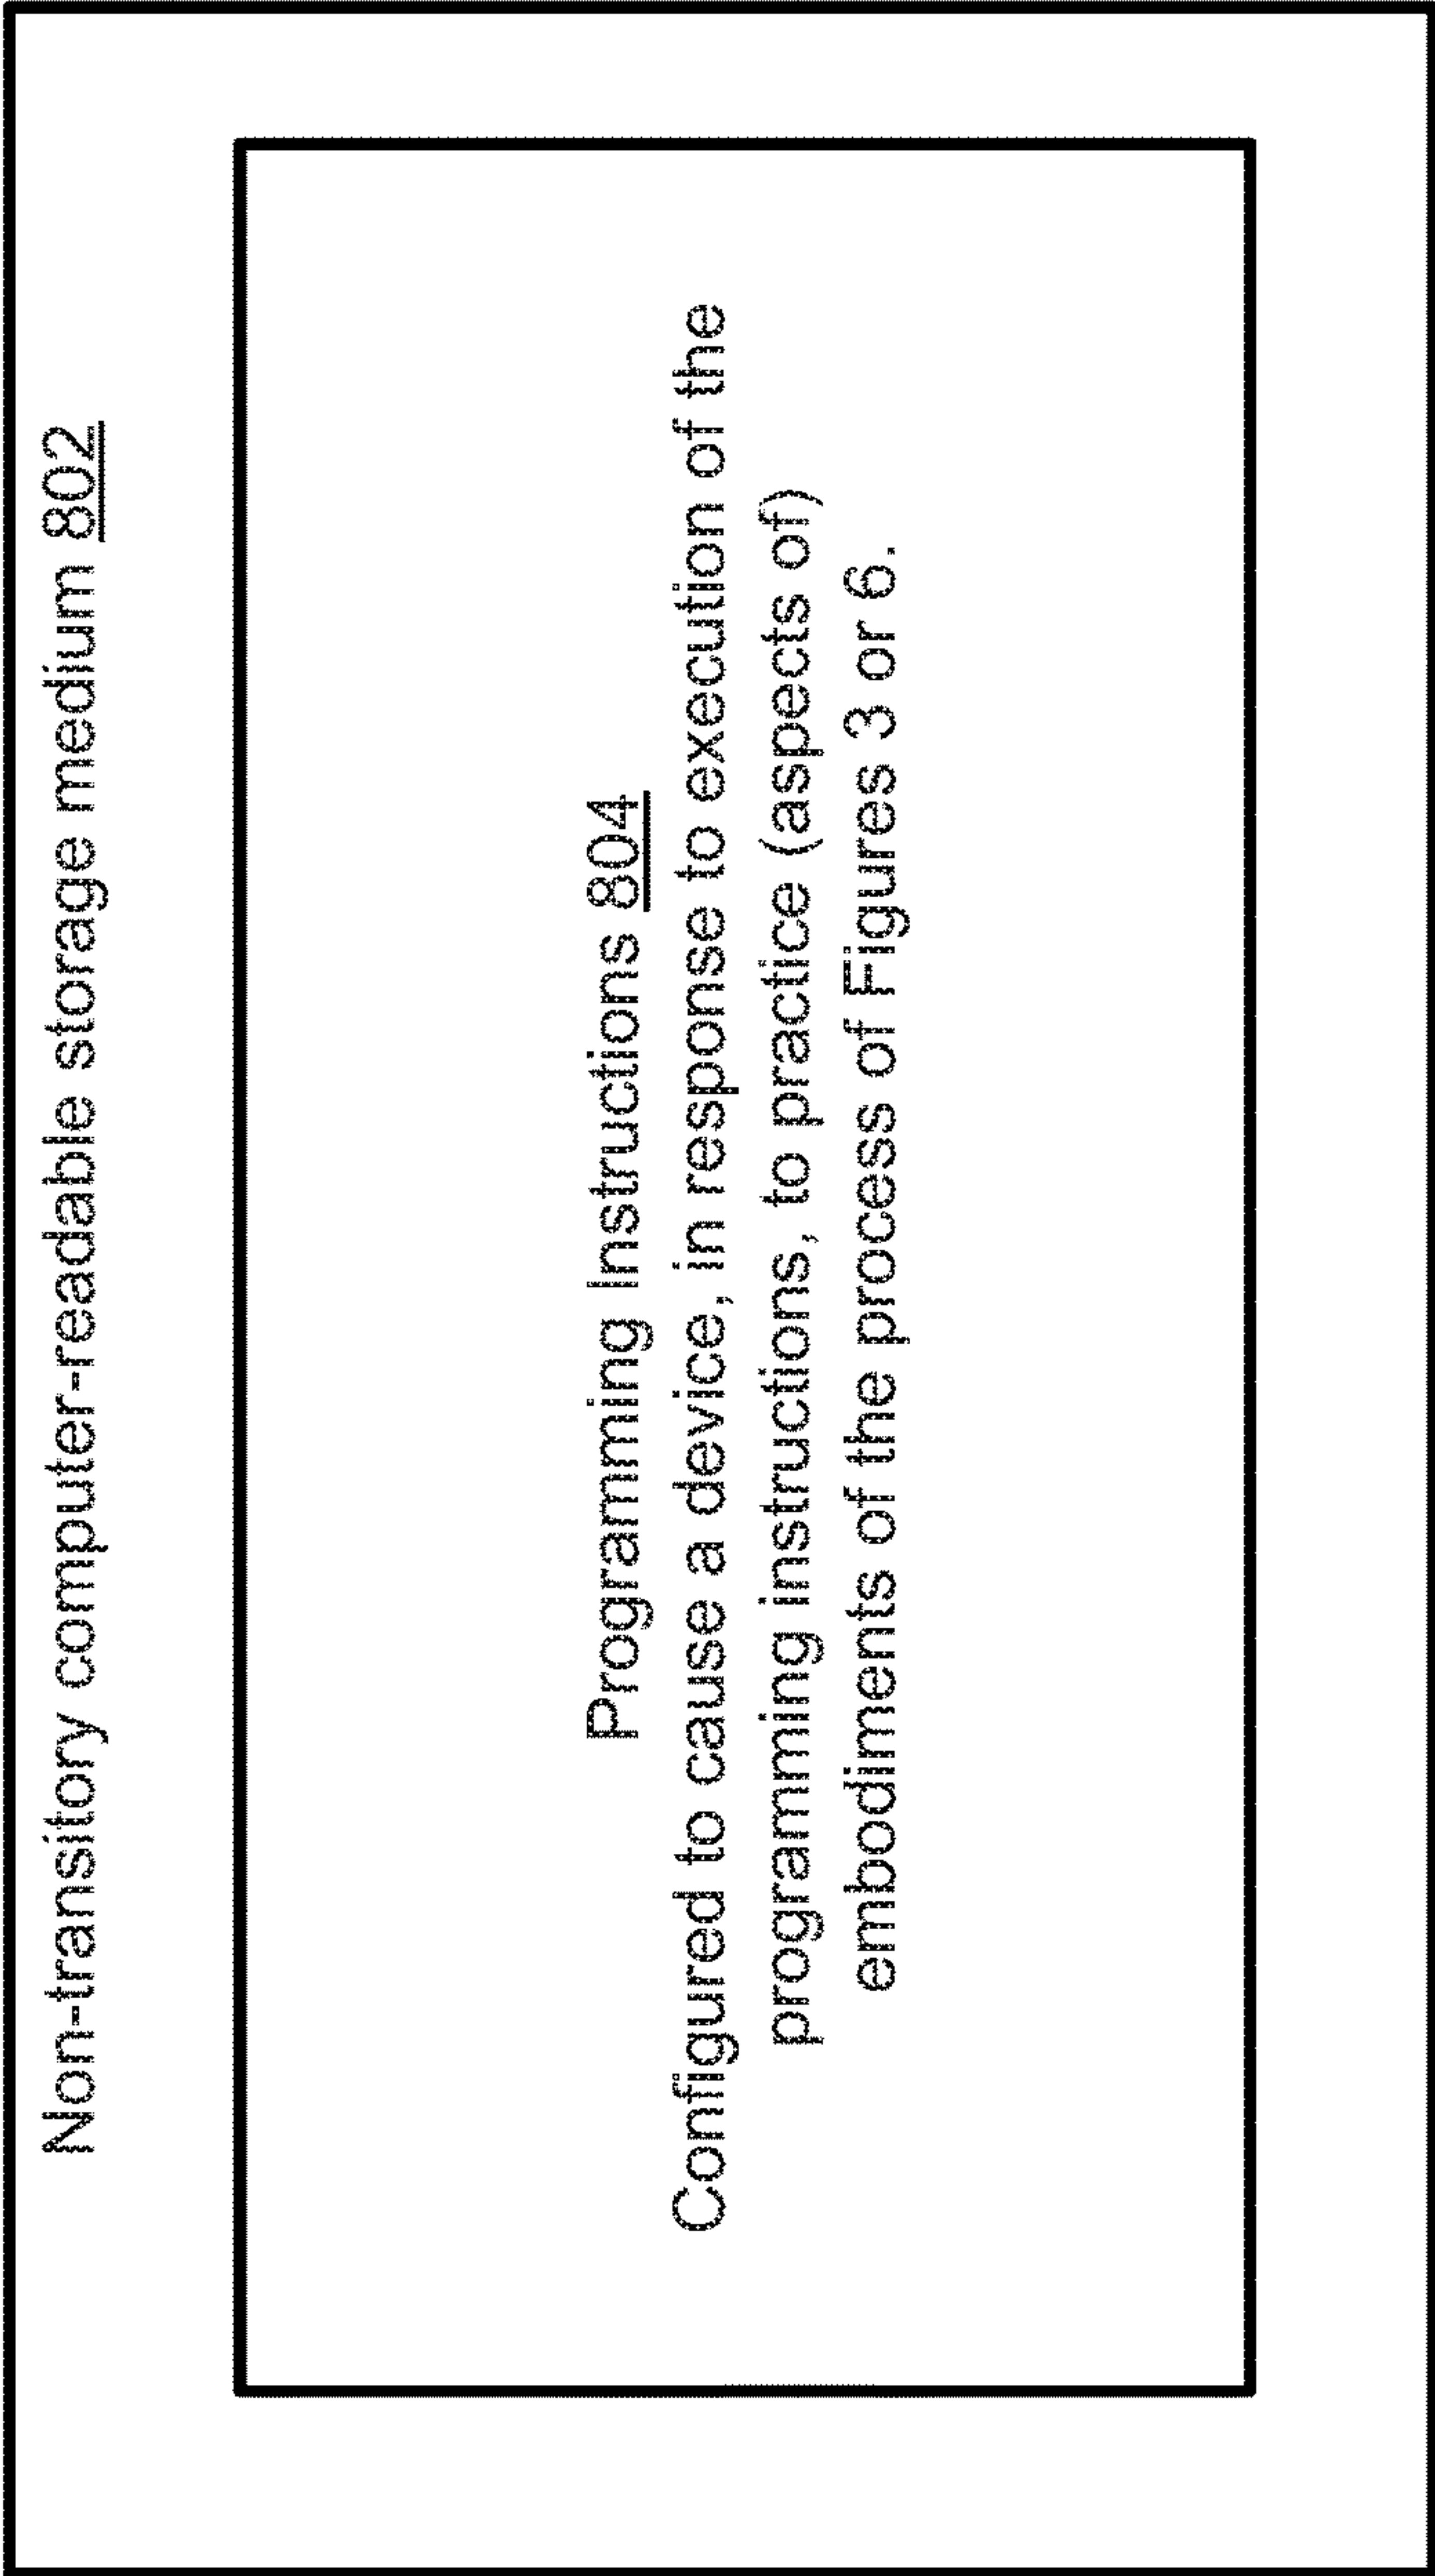 Non-transitory computer-readable storage medium 802
Programming Instructions 804
Configured to cause a device, in response to execution of the
programming instructions, to practice (aspects of)
embodiments of the process of Figures 3 or 6.